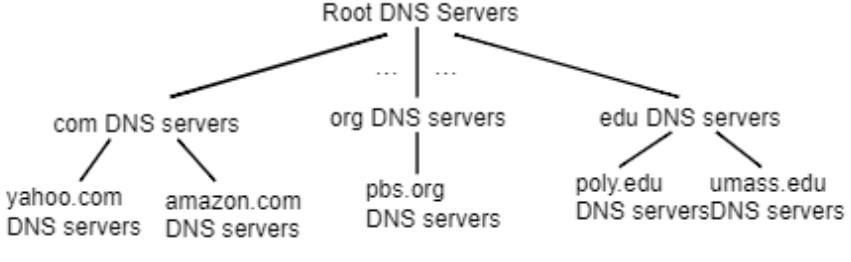 Root DNS Servers
... ...
com DNS servers
org DNS servers
edu DNS servers
yahoo.com
DNS servers
amazon.com
DNS servers
pbs.org
DNS servers
poly.edu
DNS servers
umass.edu
DNS servers